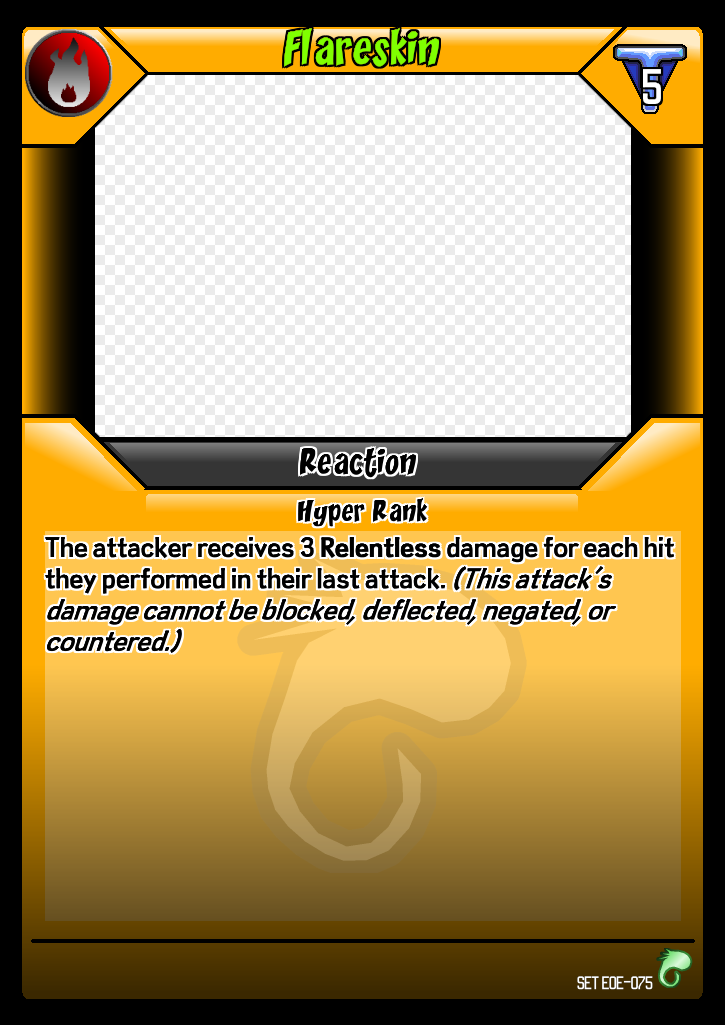 Flareskin
5
Reaction
Hyper Rank
The attacker receives 3 Relentless damage for each hit
they performed in their last attack. (This attack's
damage cannot be blocked, deflected, negated, or
countered.)
SET EOE-075